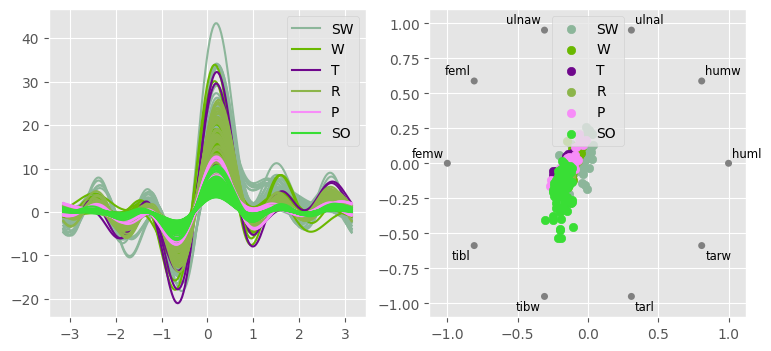 40
30
20
10
0
−10
−20
−3
−2
−1
0
1
2
3
SW
W
T
R
P
SO
1.00
0.75
0.50
0.25
0.00
−0.25
−0.50
−0.75
−1.00
−1.0
−0.5
0.0
0.5
1.0
SW
W
T
R
P
SO
ulnaw
ulnal
feml
humw
femw
huml
tibl
tarw
tibw
tarl